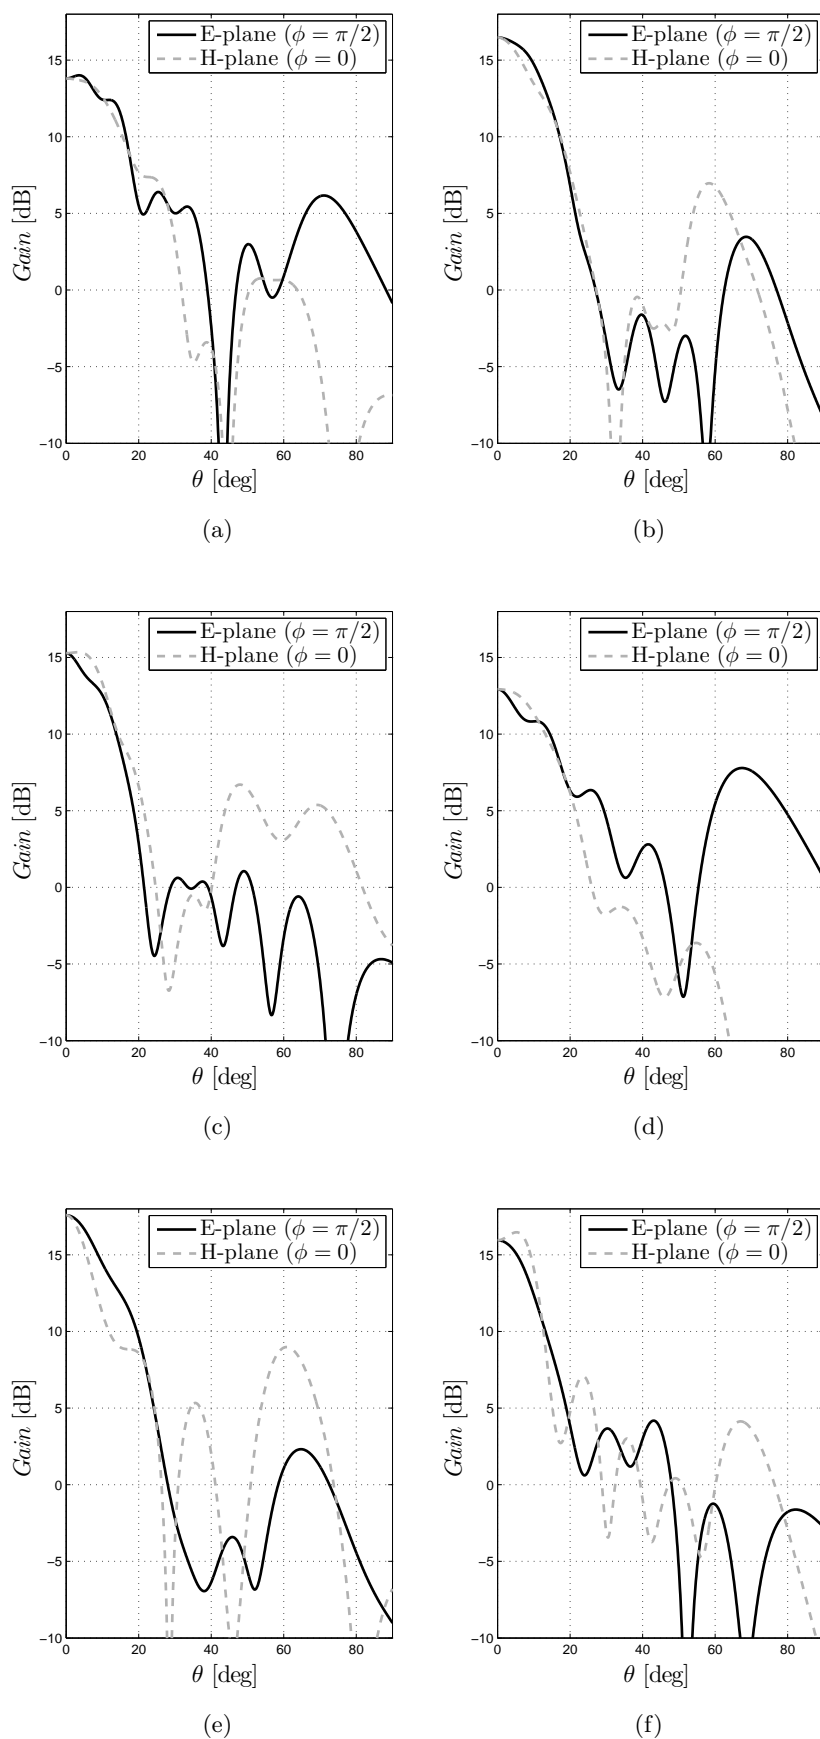 E-plane (ϕ = π/2)
H-plane (ϕ = 0)
15
10
5
0
−5
−10
Gain [dB]
0 20 40 60 80
θ [deg]
(a)
E-plane (ϕ = π/2)
H-plane (ϕ = 0)
15
10
5
0
−5
−10
Gain [dB]
0 20 40 60 80
θ [deg]
(b)
E-plane (ϕ = π/2)
H-plane (ϕ = 0)
15
10
5
0
−5
−10
Gain [dB]
0 20 40 60 80
θ [deg]
(c)
E-plane (ϕ = π/2)
H-plane (ϕ = 0)
15
10
5
0
−5
−10
Gain [dB]
0 20 40 60 80
θ [deg]
(d)
E-plane (ϕ = π/2)
H-plane (ϕ = 0)
15
10
5
0
−5
−10
Gain [dB]
0 20 40 60 80
θ [deg]
(e)
E-plane (ϕ = π/2)
H-plane (ϕ = 0)
15
10
5
0
−5
−10
Gain [dB]
0 20 40 60 80
θ [deg]
(f)